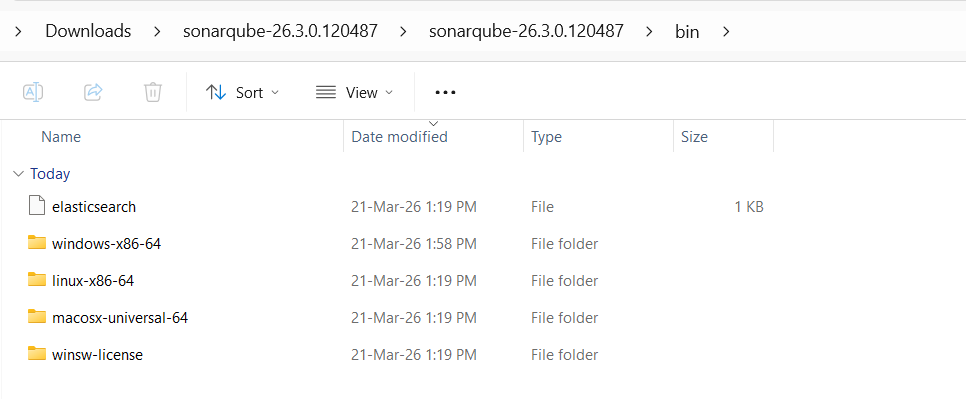 Downloads sonarqube-26.3.0.120487 sonarqube-26.3.0.120487 bin
Sort View
Name Date modified Type Size
Today
elasticsearch 21-Mar-26 1:19 PM File 1 KB
windows-x86-64 21-Mar-26 1:58 PM File folder
linux-x86-64 21-Mar-26 1:19 PM File folder
macosx-universal-64 21-Mar-26 1:19 PM File folder
winsw-license 21-Mar-26 1:19 PM File folder